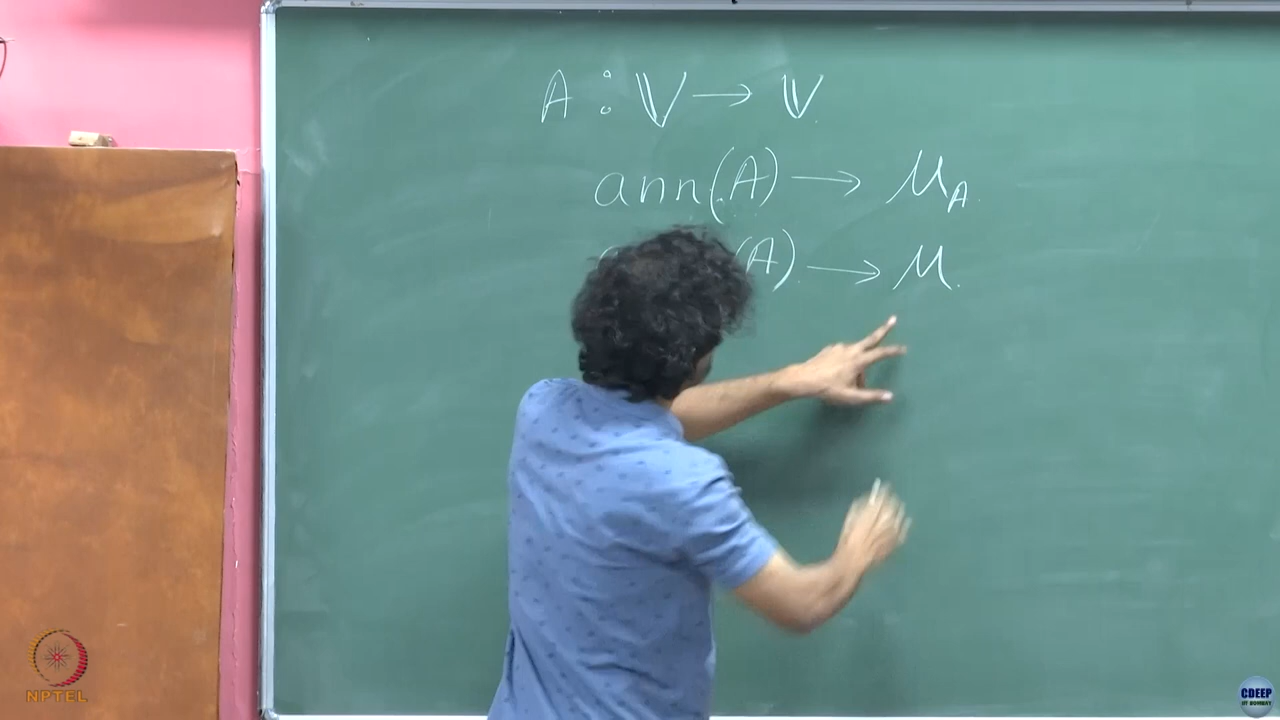 A : 𝕍 → 𝕍
ann(A) → μ_A
(A) → μ
NPTEL
CDEEP
IIT BOMBAY